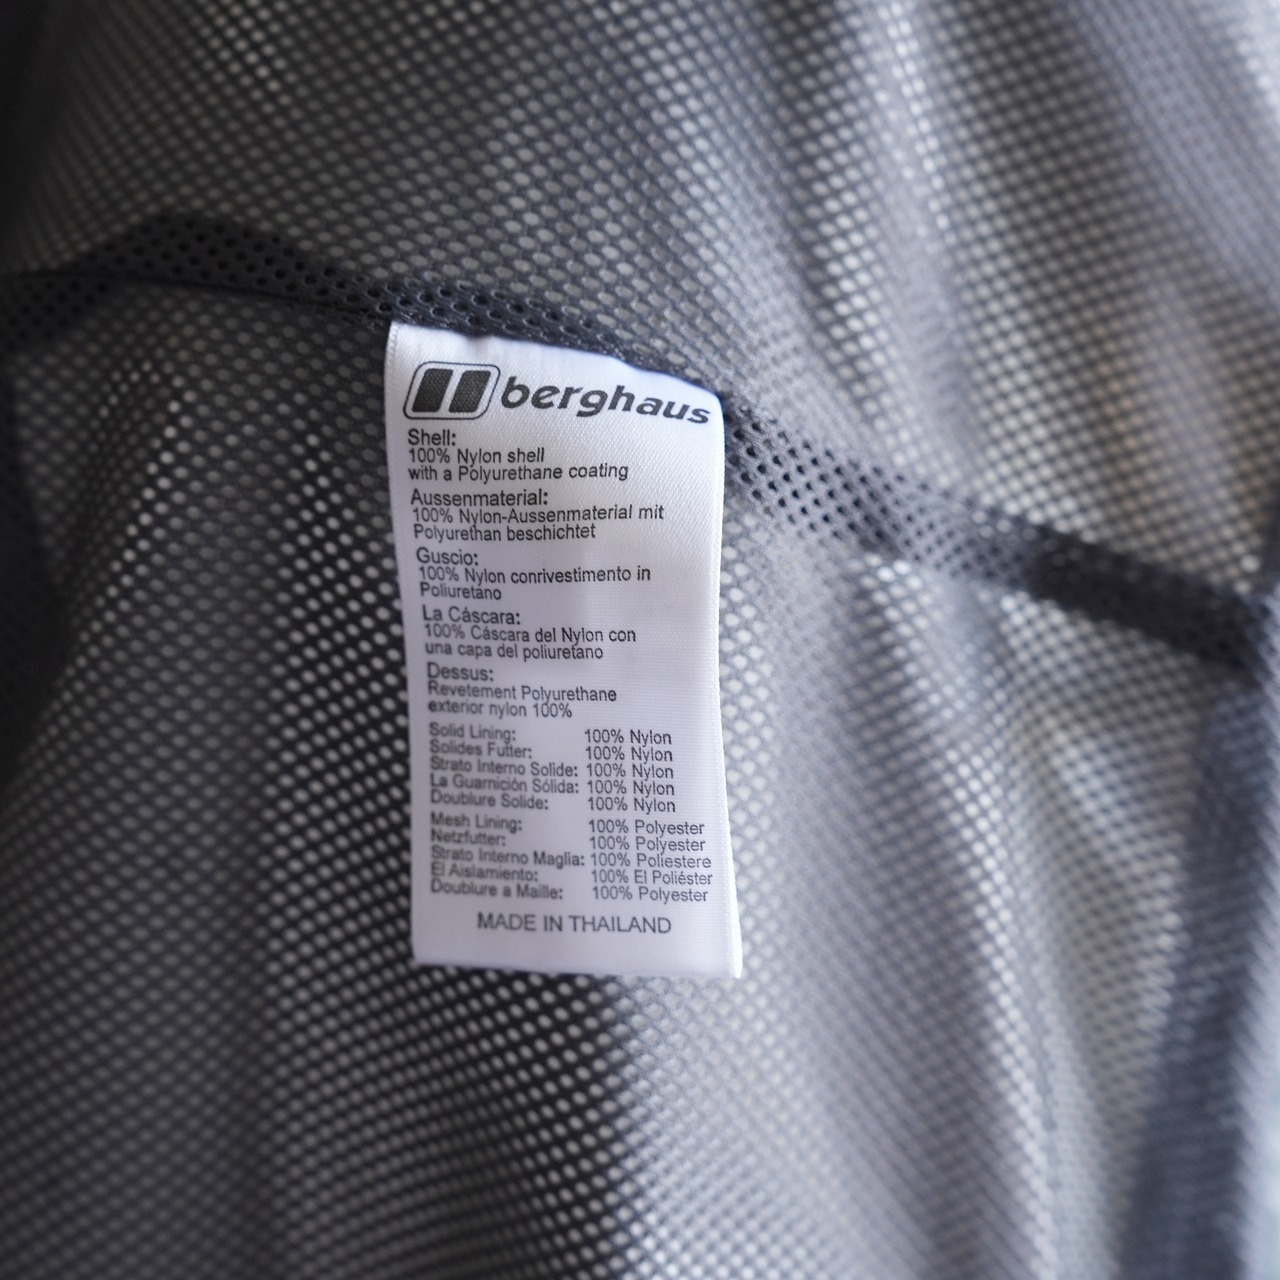 berghaus
Shell:
100% Nylon shell
with a Polyurethane coating
Aussenmaterial:
100% Nylon-Aussenmaterial mit
Polyurethan beschichtet
Guscio:
100% Nylon conrivestimento in
Poliuretano
La Cáscara:
100% Cáscara del Nylon con
una capa del poliuretano
Dessus:
Revetement Polyurethane
exterior nylon 100%
Solid Lining: 100% Nylon
Solides Futter: 100% Nylon
Strato Interno Solide: 100% Nylon
La Guarnición Sólida: 100% Nylon
Doublure Solide: 100% Nylon
Mesh Lining: 100% Polyester
Netzfutter: 100% Polyester
Strato Interno Maglia: 100% Poliestere
El Aislamiento: 100% El Poliéster
Doublure a Maille: 100% Polyester
MADE IN THAILAND